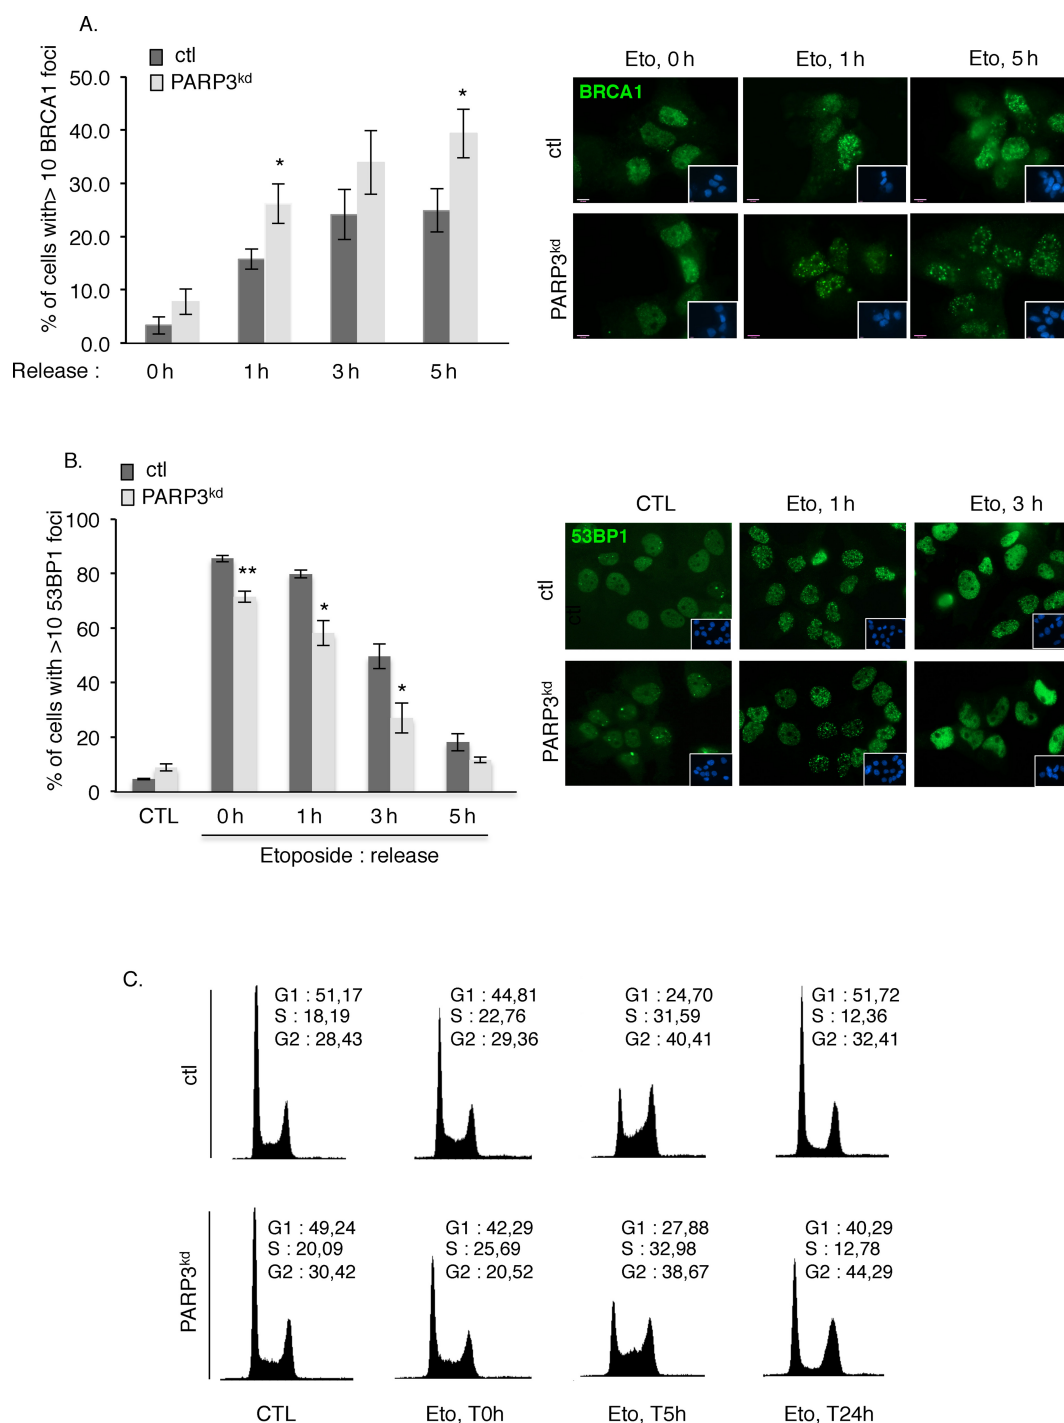 A.
ctl
PARP3kd
% of cells with> 10 BRCA1 foci
50.0
40.0
30.0
20.0
10.0
0.0
*
*
Release :
0 h
1 h
3 h
5 h
Eto, 0 h
Eto, 1 h
Eto, 5 h
BRCA1
ctl
PARP3kd
B.
ctl
PARP3kd
% of cells with >10 53BP1 foci
100
80
60
40
20
0
**
*
*
CTL
0 h
1 h
3 h
5 h
Etoposide : release
CTL
Eto, 1 h
Eto, 3 h
53BP1
ctl
ctl
PARP3kd
C.
ctl
G1 : 51,17
S : 18,19
G2 : 28,43
G1 : 44,81
S : 22,76
G2 : 29,36
G1 : 24,70
S : 31,59
G2 : 40,41
G1 : 51,72
S : 12,36
G2 : 32,41
PARP3kd
G1 : 49,24
S : 20,09
G2 : 30,42
G1 : 42,29
S : 25,69
G2 : 20,52
G1 : 27,88
S : 32,98
G2 : 38,67
G1 : 40,29
S : 12,78
G2 : 44,29
CTL
Eto, T0h
Eto, T5h
Eto, T24h